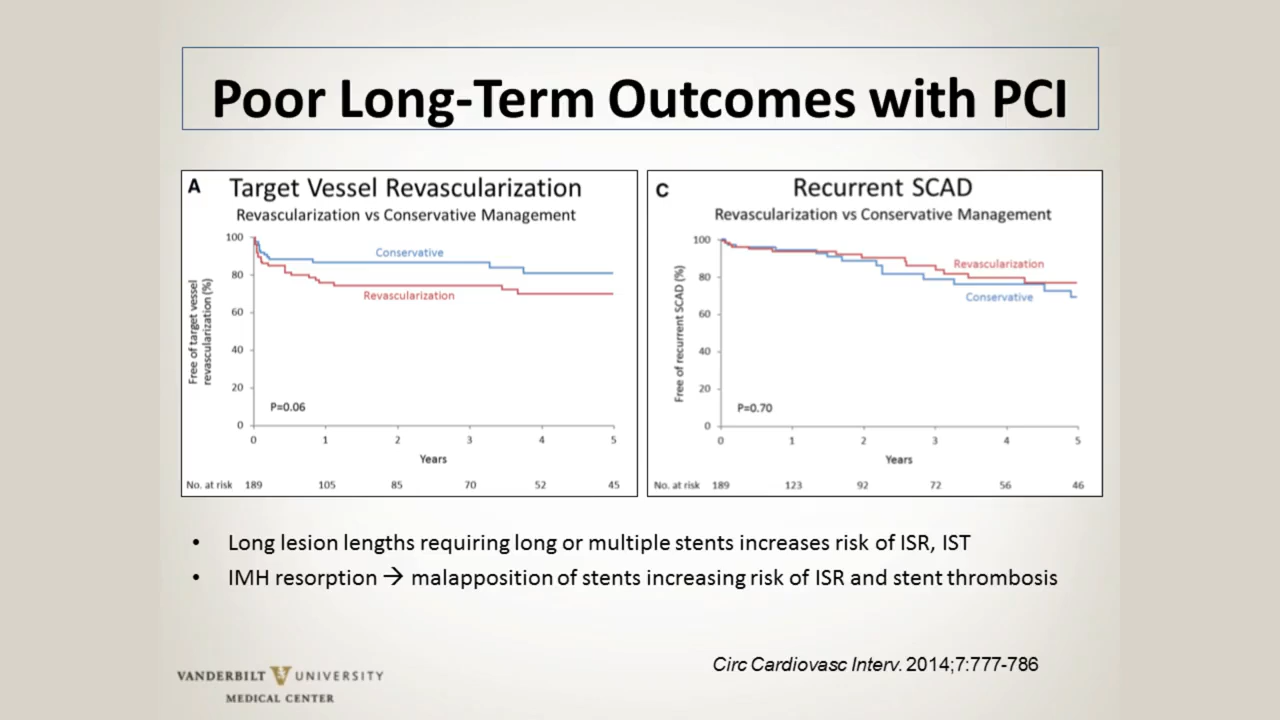 Poor Long-Term Outcomes with PCI
A
Target Vessel Revascularization
Revascularization vs Conservative Management
Free of target vessel
revascularization (%)
100
80
60
40
20
0
Conservative
Revascularization
P=0.06
0 1 2 3 4 5
Years
No. at risk 189 105 85 70 52 45
C
Recurrent SCAD
Revascularization vs Conservative Management
Free of recurrent SCAD (%)
100
80
60
40
20
0
Revascularization
Conservative
P=0.70
0 1 2 3 4 5
Years
No. at risk 189 123 92 72 56 46
• Long lesion lengths requiring long or multiple stents increases risk of ISR, IST
• IMH resorption → malapposition of stents increasing risk of ISR and stent thrombosis
Circ Cardiovasc Interv. 2014;7:777-786
VANDERBILT V UNIVERSITY
MEDICAL CENTER